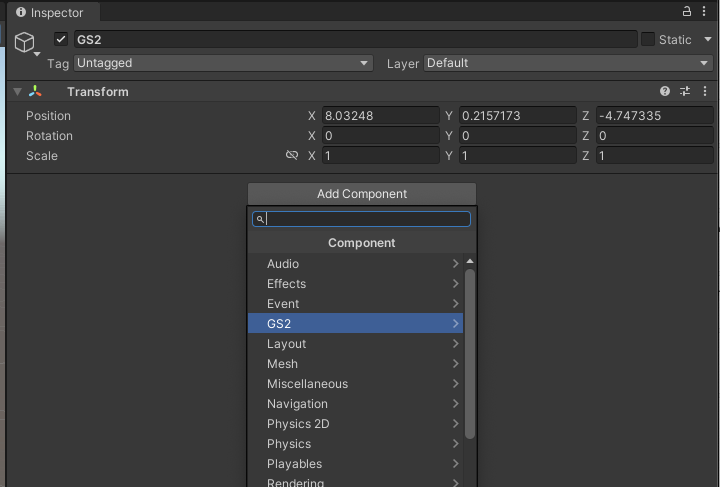 Inspector
GS2
Static
Tag Untagged Layer Default
Transform
Position X 8.03248 Y 0.2157173 Z -4.747335
Rotation X 0 Y 0 Z 0
Scale X 1 Y 1 Z 1
Add Component
Component
Audio
Effects
Event
GS2
Layout
Mesh
Miscellaneous
Navigation
Physics 2D
Physics
Playables
Rendering